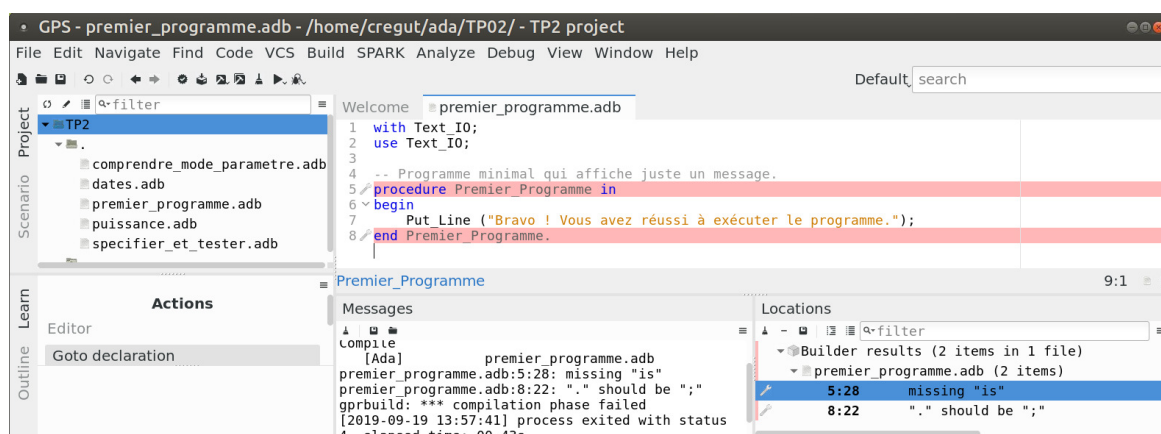 GPS - premier_programme.adb - /home/cregut/ada/TP02/ - TP2 project
File Edit Navigate Find Code VCS Build SPARK Analyze Debug View Window Help
Default search
filter
Project
Scenario
TP2
.
comprendre_mode_parametre.adb
dates.adb
premier_programme.adb
puissance.adb
specifier_et_tester.adb
Welcome premier_programme.adb
1 with Text_IO;
2 use Text_IO;
3
4 -- Programme minimal qui affiche juste un message.
5 procedure Premier_Programme in
6 begin
7 Put_Line ("Bravo ! Vous avez réussi à exécuter le programme.");
8 end Premier_Programme.
Premier_Programme 9:1
Learn
Outline
Actions
Editor
Goto declaration
Messages
Compile
[Ada] premier_programme.adb
premier_programme.adb:5:28: missing "is"
premier_programme.adb:8:22: "." should be ";"
gprbuild: *** compilation phase failed
[2019-09-19 13:57:41] process exited with status
4, elapsed time: 00.43s
Locations
filter
Builder results (2 items in 1 file)
premier_programme.adb (2 items)
5:28 missing "is"
8:22 "." should be ";"